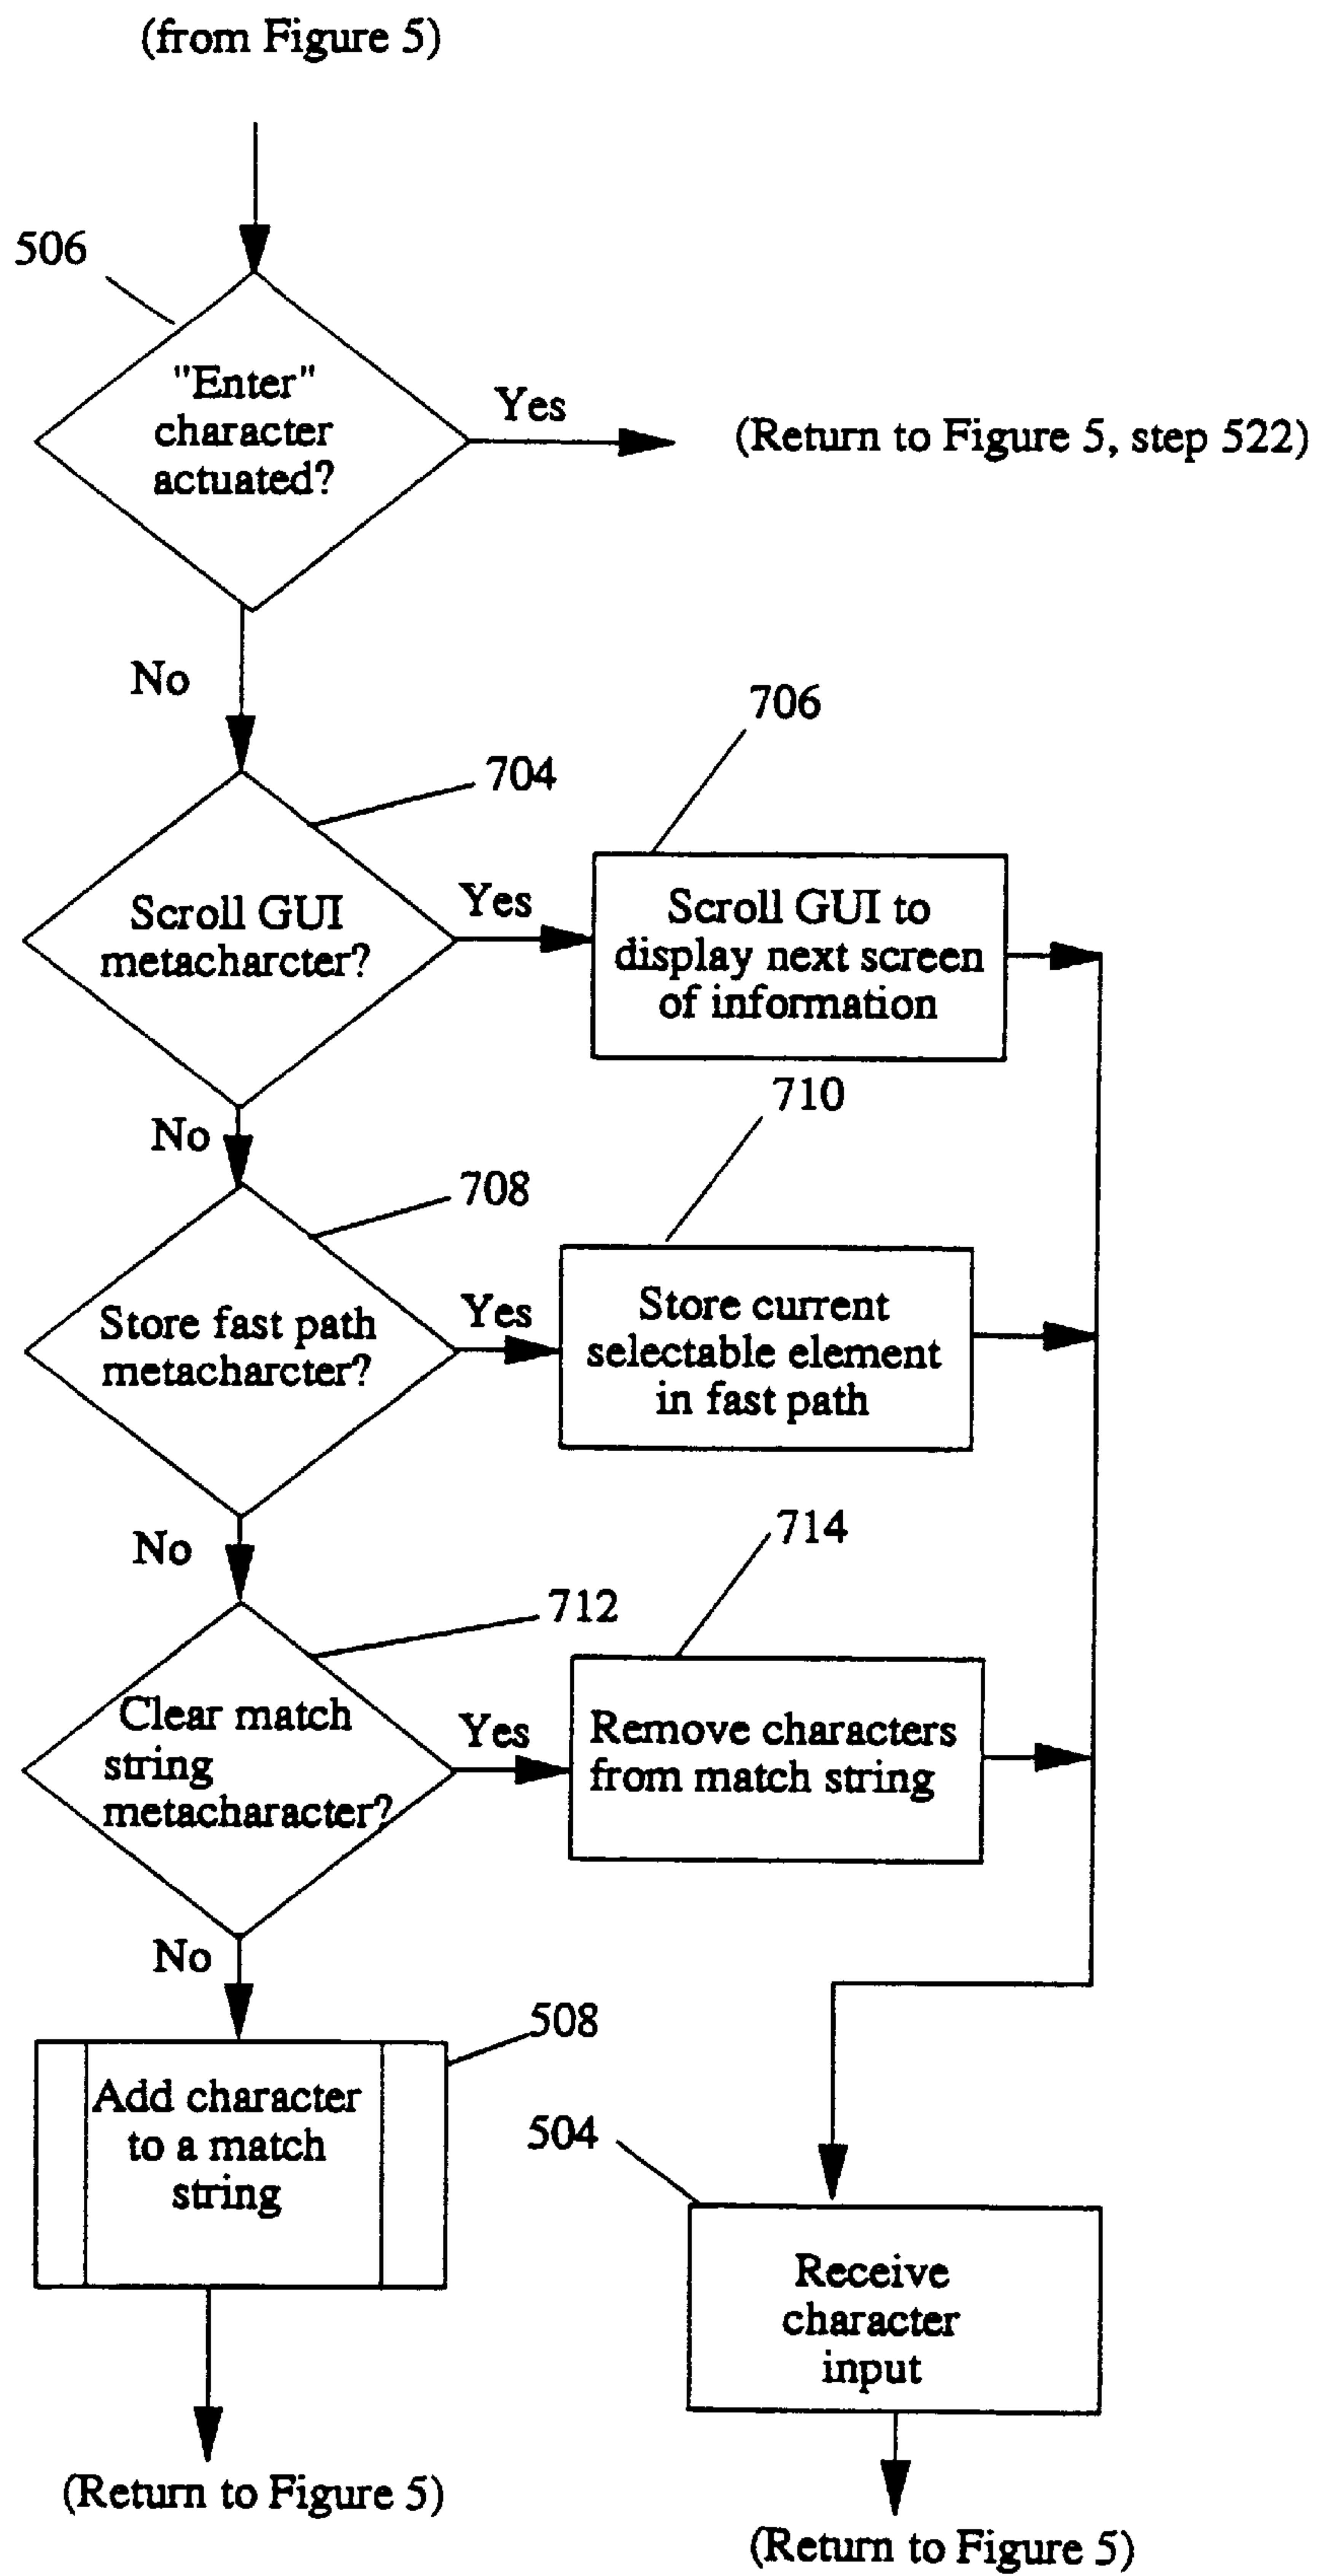 (from Figure 5)
506
"Enter"
character
actuated?
Yes
(Return to Figure 5, step 522)
No
706
704
Scroll GUI
metacharcter?
Yes
Scroll GUI to
display next screen
of information
710
No
708
Store fast path
metacharcter?
Yes
Store current
selectable element
in fast path
714
No
712
Clear match
string
metacharacter?
Yes
Remove characters
from match string
No
508
Add character
to a match
string
504
Receive
character
input
(Return to Figure 5)
(Return to Figure 5)